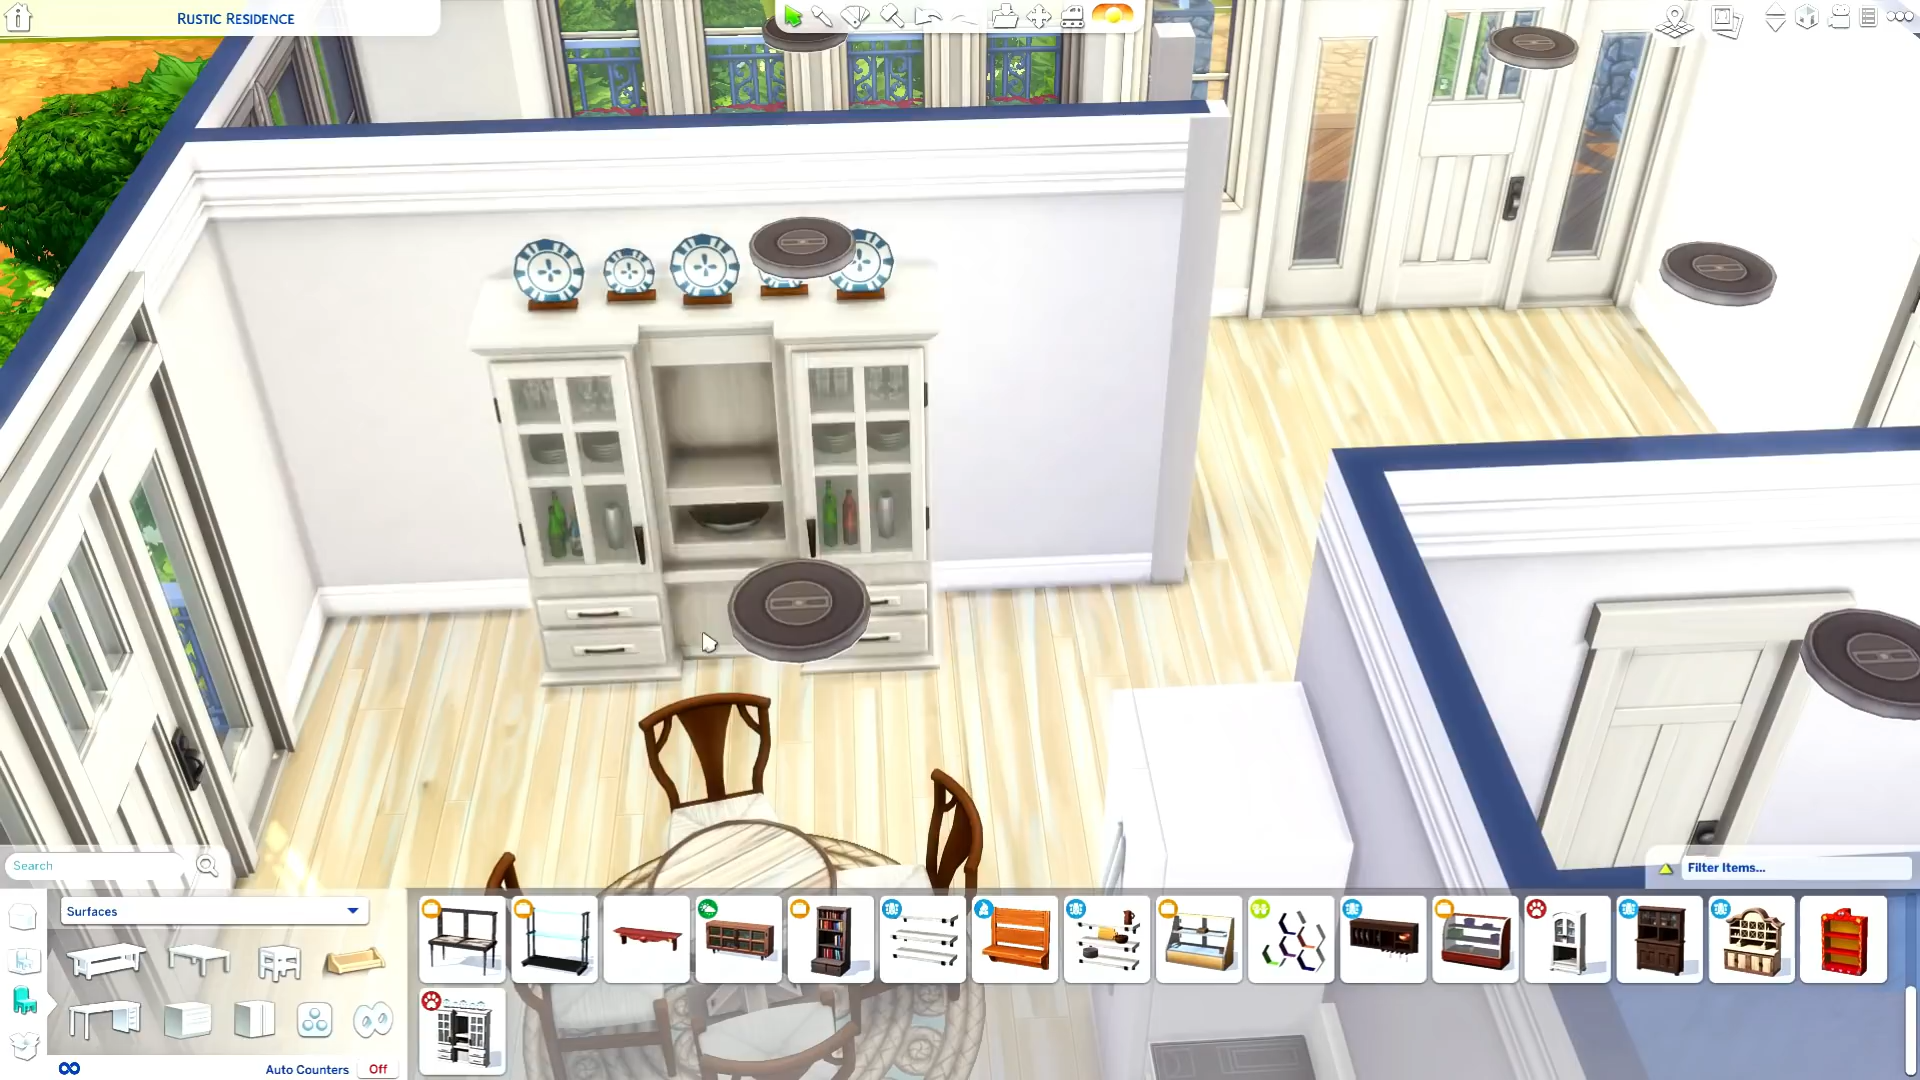 Rustic Residence
Search
Filter Items...
Surfaces
Auto Counters
Off